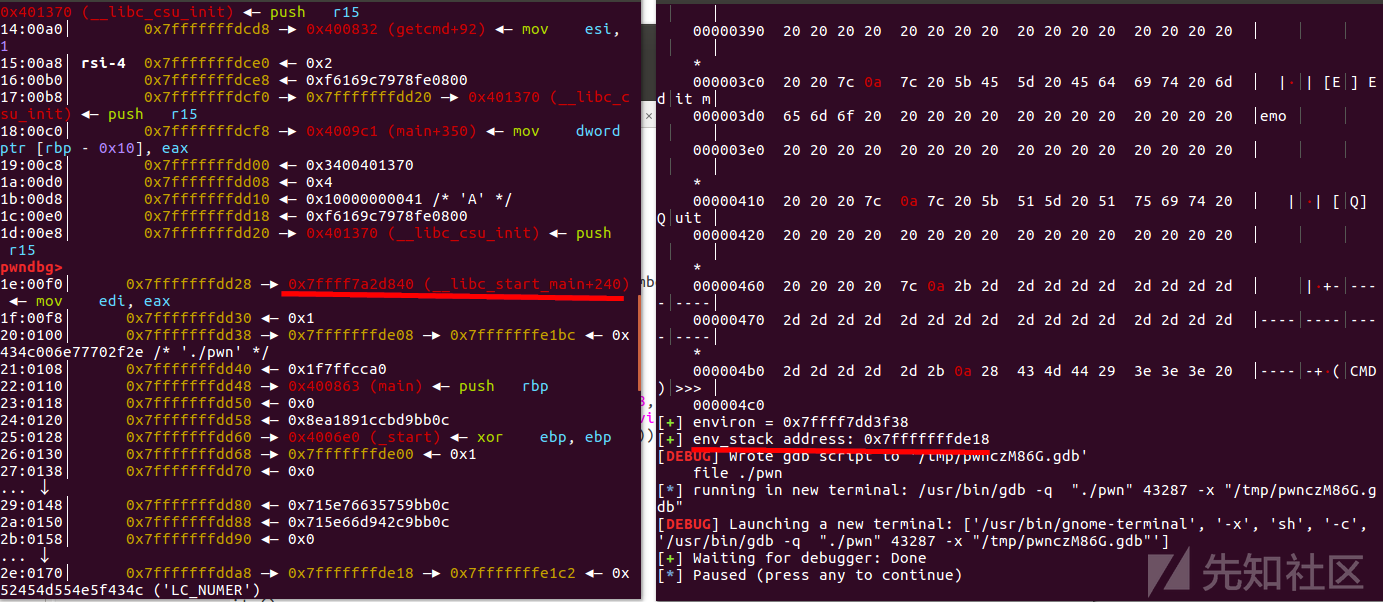 0x401370 (__libc_csu_init) ◂— push   r15
14:00a0│         0x7fffffffdcd8 —▸ 0x400832 (getcmd+92) ◂— mov    esi,
1
15:00a8│ rsi-4  0x7fffffffdce0 ◂— 0x2
16:00b0│         0x7fffffffdce8 ◂— 0xf6169c7978fe0800
17:00b8│         0x7fffffffdcf0 —▸ 0x7fffffffdd20 —▸ 0x401370 (__libc_c
su_init) ◂— push   r15
18:00c0│         0x7fffffffdcf8 —▸ 0x4009c1 (main+350) ◂— mov    dword
ptr [rbp - 0x10], eax
19:00c8│         0x7fffffffdd00 ◂— 0x3400401370
1a:00d0│         0x7fffffffdd08 ◂— 0x4
1b:00d8│         0x7fffffffdd10 ◂— 0x10000000041 /* 'A' */
1c:00e0│         0x7fffffffdd18 ◂— 0xf6169c7978fe0800
1d:00e8│         0x7fffffffdd20 —▸ 0x401370 (__libc_csu_init) ◂— push
 r15
pwndbg>
1e:00f0│       0x7fffffffdd28 —▸ 0x7ffff7a2d840 (__libc_start_main+240)
 ◂— mov    edi, eax
1f:00f8│       0x7fffffffdd30 ◂— 0x1
20:0100│       0x7fffffffdd38 —▸ 0x7fffffffde08 —▸ 0x7fffffffe1bc ◂— 0x
434c006e77702f2e /* './pwn' */
21:0108│       0x7fffffffdd40 ◂— 0x1f7ffcca0
22:0110│       0x7fffffffdd48 —▸ 0x400863 (main) ◂— push   rbp
23:0118│       0x7fffffffdd50 ◂— 0x0
24:0120│       0x7fffffffdd58 ◂— 0x8ea1891ccbd9bb0c
25:0128│       0x7fffffffdd60 —▸ 0x4006e0 (_start) ◂— xor    ebp, ebp
26:0130│       0x7fffffffdd68 —▸ 0x7fffffffde00 ◂— 0x1
27:0138│       0x7fffffffdd70 ◂— 0x0
... ↓
29:0148│       0x7fffffffdd80 ◂— 0x715e76635759bb0c
2a:0150│       0x7fffffffdd88 ◂— 0x715e66d942c9bb0c
2b:0158│       0x7fffffffdd90 ◂— 0x0
... ↓
2e:0170│       0x7fffffffdda8 —▸ 0x7fffffffde18 —▸ 0x7fffffffe1c2 ◂— 0x
52454d554e5f434c ('LC_NUMER')
00000390  20 20 20 20  20 20 20 20  20 20 20 20  20 20 20 20  │    │    │
│    │
*
000003c0  20 20 7c 0a  7c 20 5b 45  5d 20 45 64  69 74 20 6d  │  |·│| [E│] E
d│it m│
000003d0  65 6d 6f 20  20 20 20 20  20 20 20 20  20 20 20 20  │emo │    │
│    │
000003e0  20 20 20 20  20 20 20 20  20 20 20 20  20 20 20 20  │    │    │
│    │
*
00000410  20 20 20 7c  0a 7c 20 5b  51 5d 20 51  75 69 74 20  │   |│·| [│Q]
Q│uit │
00000420  20 20 20 20  20 20 20 20  20 20 20 20  20 20 20 20  │    │    │
│    │
*
00000460  20 20 20 20  7c 0a 2b 2d  2d 2d 2d 2d  2d 2d 2d 2d  │    │|·+-│---
-│----│
00000470  2d 2d 2d 2d  2d 2d 2d 2d  2d 2d 2d 2d  2d 2d 2d 2d  │----│----│---
-│----│
*
000004b0  2d 2d 2d 2d  2d 2b 0a 28  43 4d 44 29  3e 3e 3e 20  │----│-+·(│CMD
)│>>> │
000004c0
[+] environ = 0x7ffff7dd3f38
[+] env_stack address: 0x7fffffffde18
[DEBUG] Wrote gdb script to '/tmp/pwnczM86G.gdb'
file ./pwn
[*] running in new terminal: /usr/bin/gdb -q  "./pwn" 43287 -x "/tmp/pwnczM86G.g
db"
[DEBUG] Launching a new terminal: ['/usr/bin/gnome-terminal', '-x', 'sh', '-c',
'/usr/bin/gdb -q  "./pwn" 43287 -x "/tmp/pwnczM86G.gdb"']
[+] Waiting for debugger: Done
[*] Paused (press any to continue)
先知社区